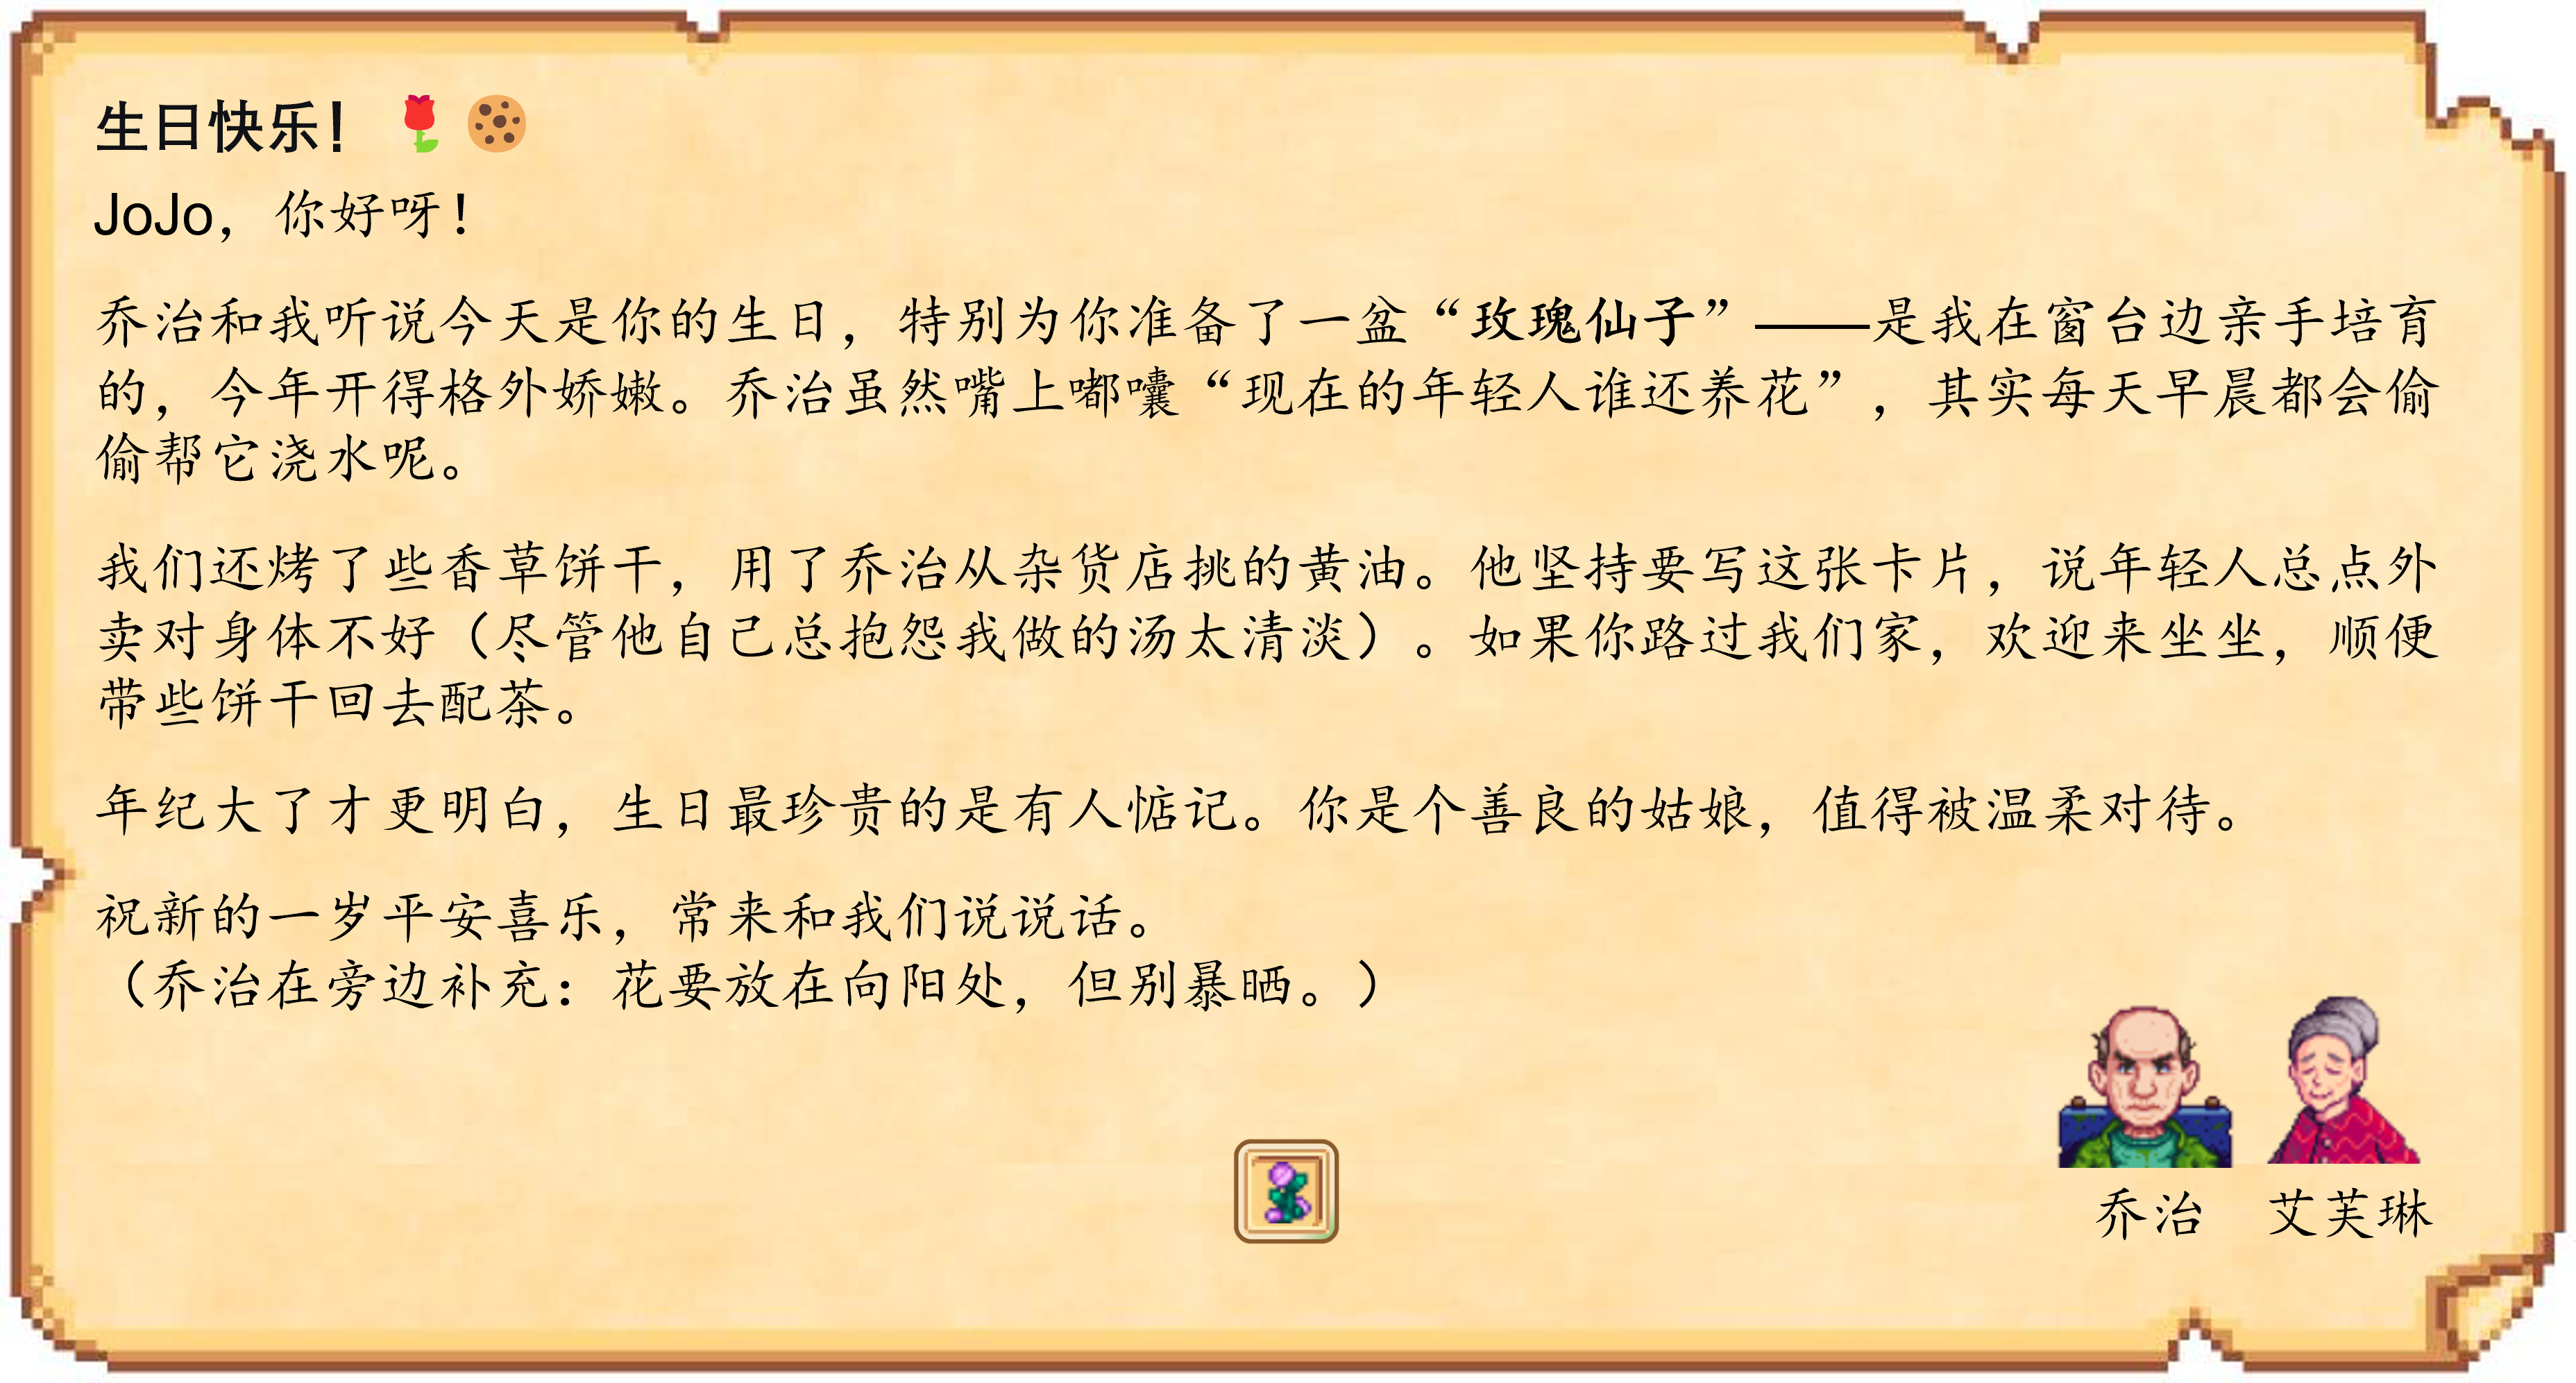 生日快乐！🌷🍪
JoJo，你好呀！
乔治和我听说今天是你的生日，特别为你准备了一盆“玫瑰仙子”——是我在窗台边亲手培育
的，今年开得格外娇嫩。乔治虽然嘴上嘟囔“现在的年轻人谁还养花”，其实每天早晨都会偷
偷帮它浇水呢。
我们还烤了些香草饼干，用了乔治从杂货店挑的黄油。他坚持要写这张卡片，说年轻人总点外
卖对身体不好（尽管他自己总抱怨我做的汤太清淡）。如果你路过我们家，欢迎来坐坐，顺便
带些饼干回去配茶。
年纪大了才更明白，生日最珍贵的是有人惦记。你是个善良的姑娘，值得被温柔对待。
祝新的一岁平安喜乐，常来和我们说说话。
（乔治在旁边补充：花要放在向阳处，但别暴晒。）
乔治 艾芙琳